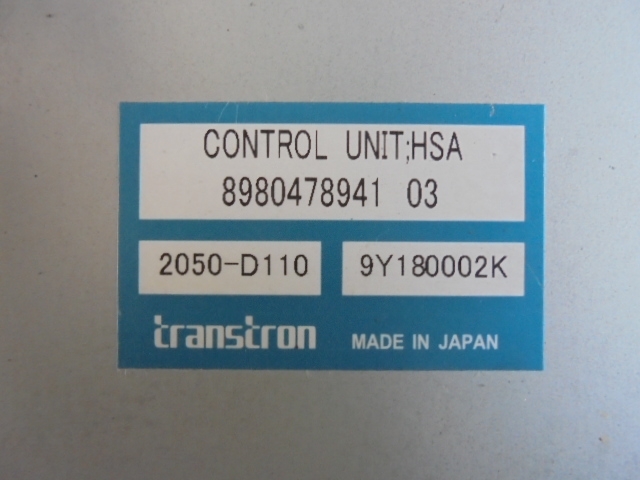 CONTROL UNIT;HSA
8980478941 03
2050-D110 9Y180002K
transtron MADE IN JAPAN